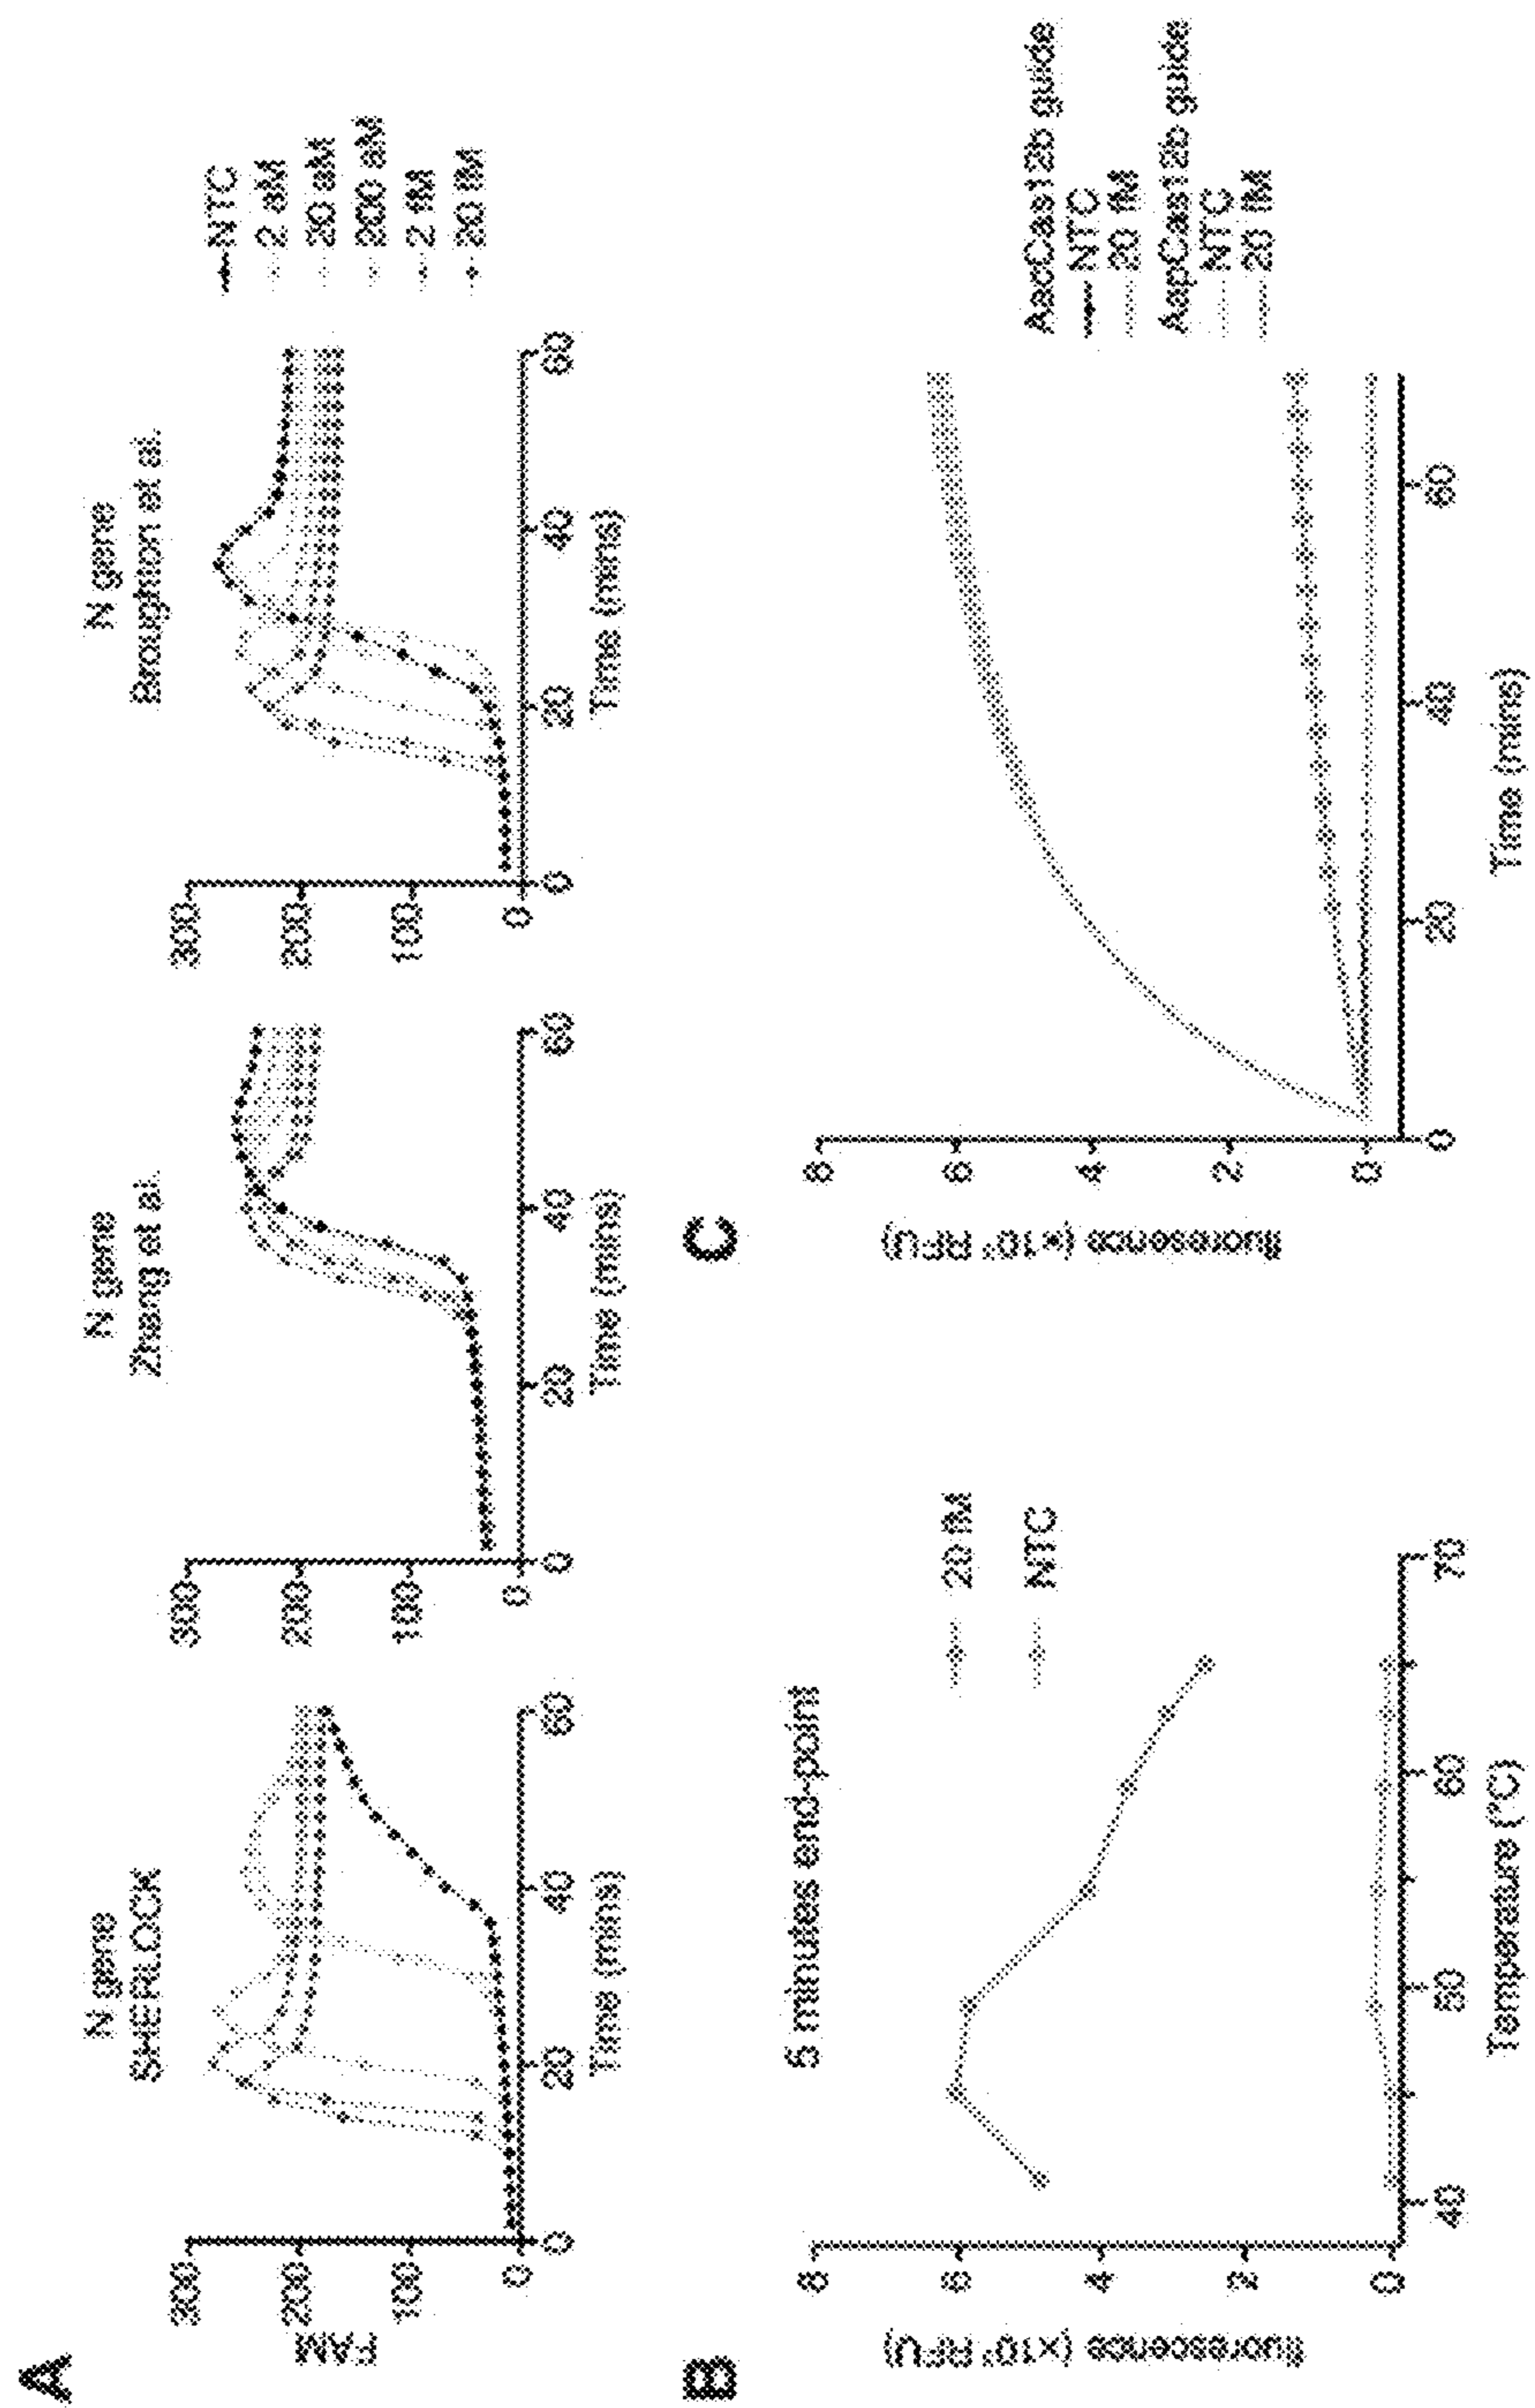 A
N gene
SHERLOCK
FAM
300
200
100
0
0
20
40
60
Time (mins)
N gene
Zhang et al.
300
200
100
0
0
20
40
60
Time (mins)
N gene
Broughton et al.
300
200
100
0
0
20
40
60
Time (mins)
NTC
2 aM
20 aM
200 aM
2 fM
20 fM
B
5 minutes end-point
fluorescence
RFU)
8
6
4
2
0
40
50
60
70
Temperature (°C)
20 fM
NTC
C
fluoresence
RFU)
8
6
4
2
0
0
20
40
60
Time (mins)
AacCas12b guide
NTC
20 fM
AapCas12b guide
NTC
20 fM